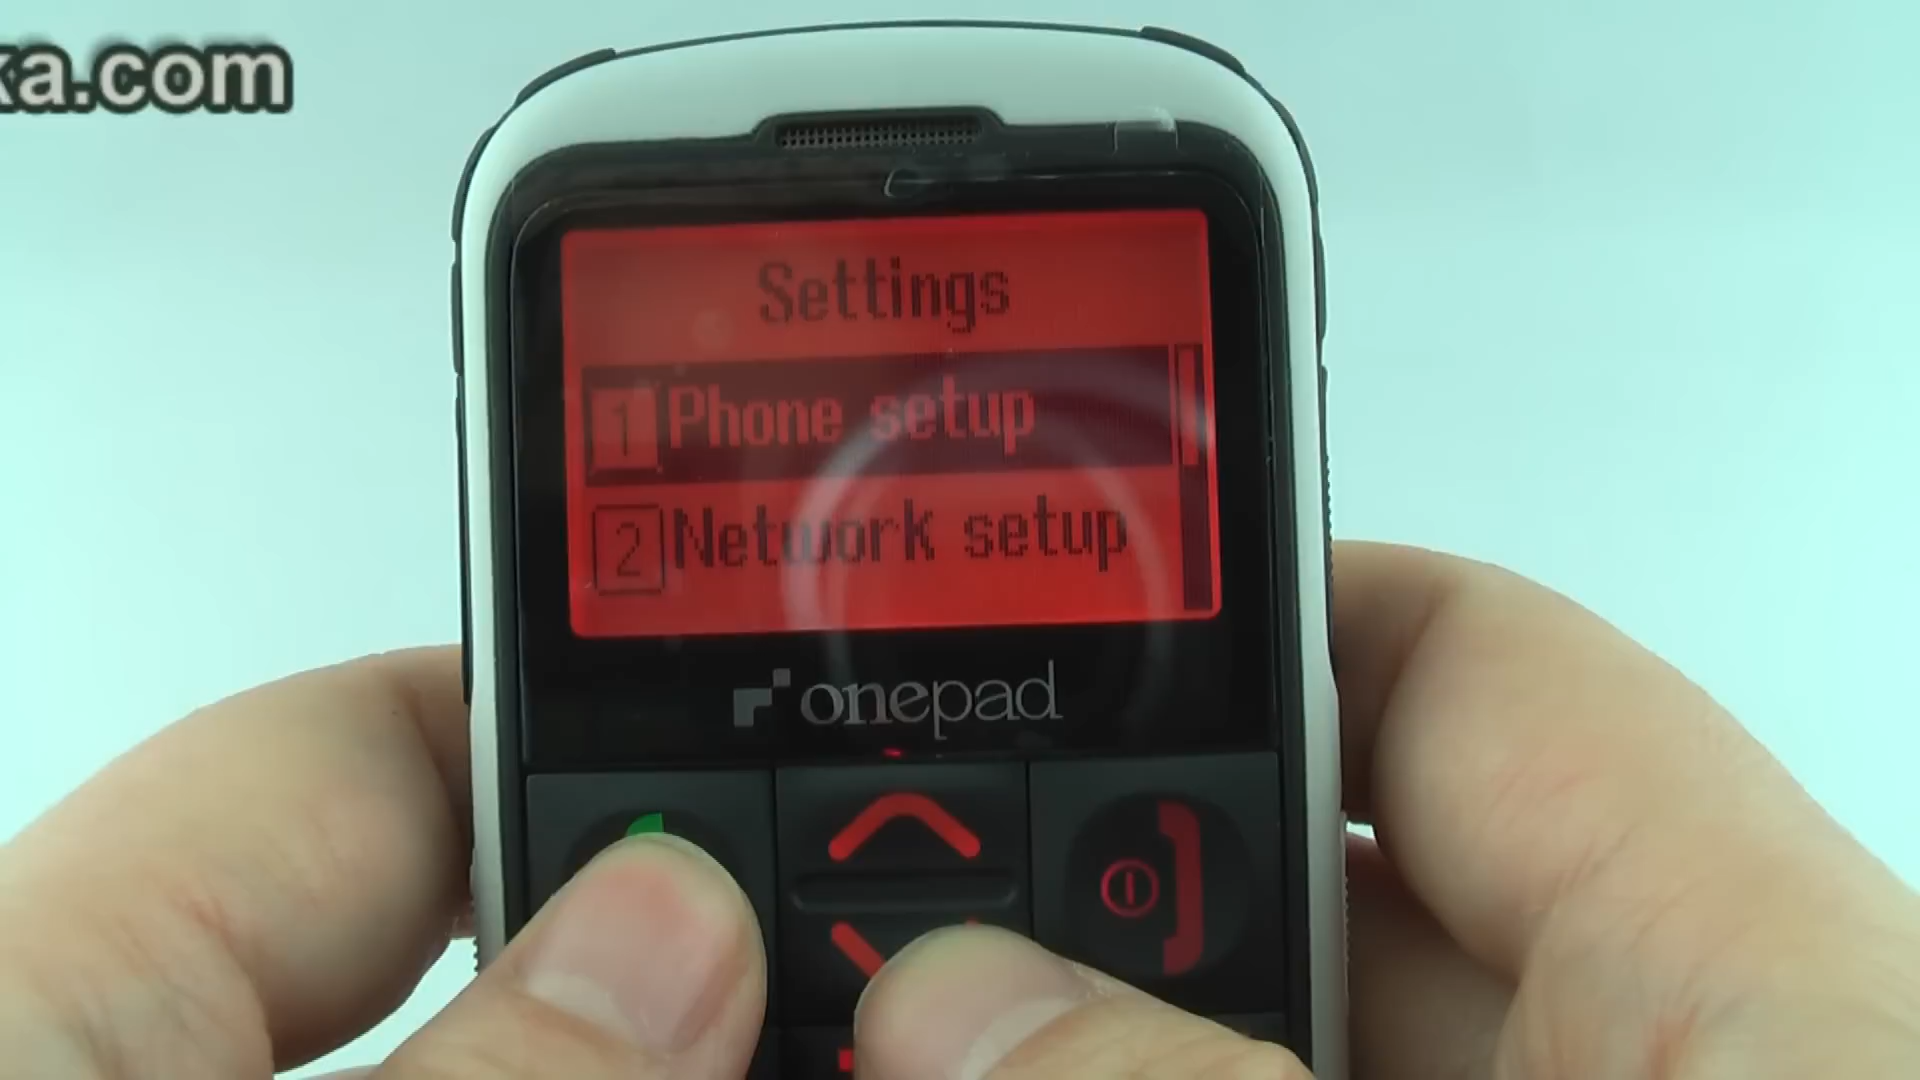 ka.com
Settings
1 Phone setup
2 Network setup
onepad